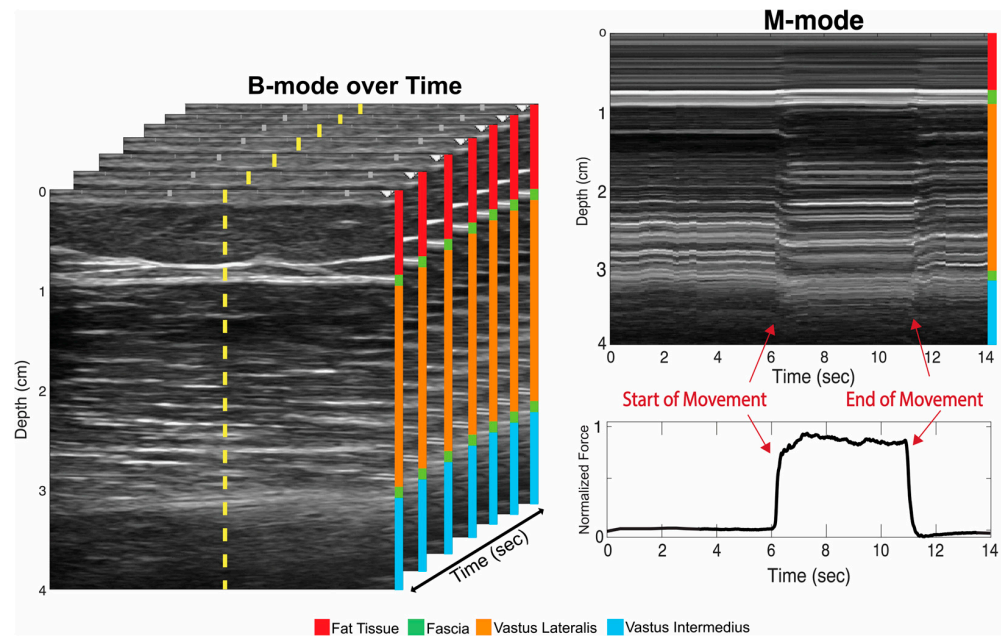 B-mode over Time
0
1
2
3
4
Depth (cm)
Time (sec)
M-mode
0
1
2
3
4
Depth (cm)
0 2 4 6 8 10 12 14
Time (sec)
Start of Movement
End of Movement
1
0
Normalized Force
0 2 4 6 8 10 12 14
Time (sec)
Fat Tissue Fascia Vastus Lateralis Vastus Intermedius